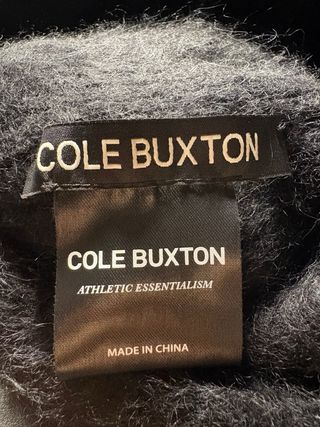 COLE BUXTON
COLE BUXTON
ATHLETIC ESSENTIALISM
MADE IN CHINA